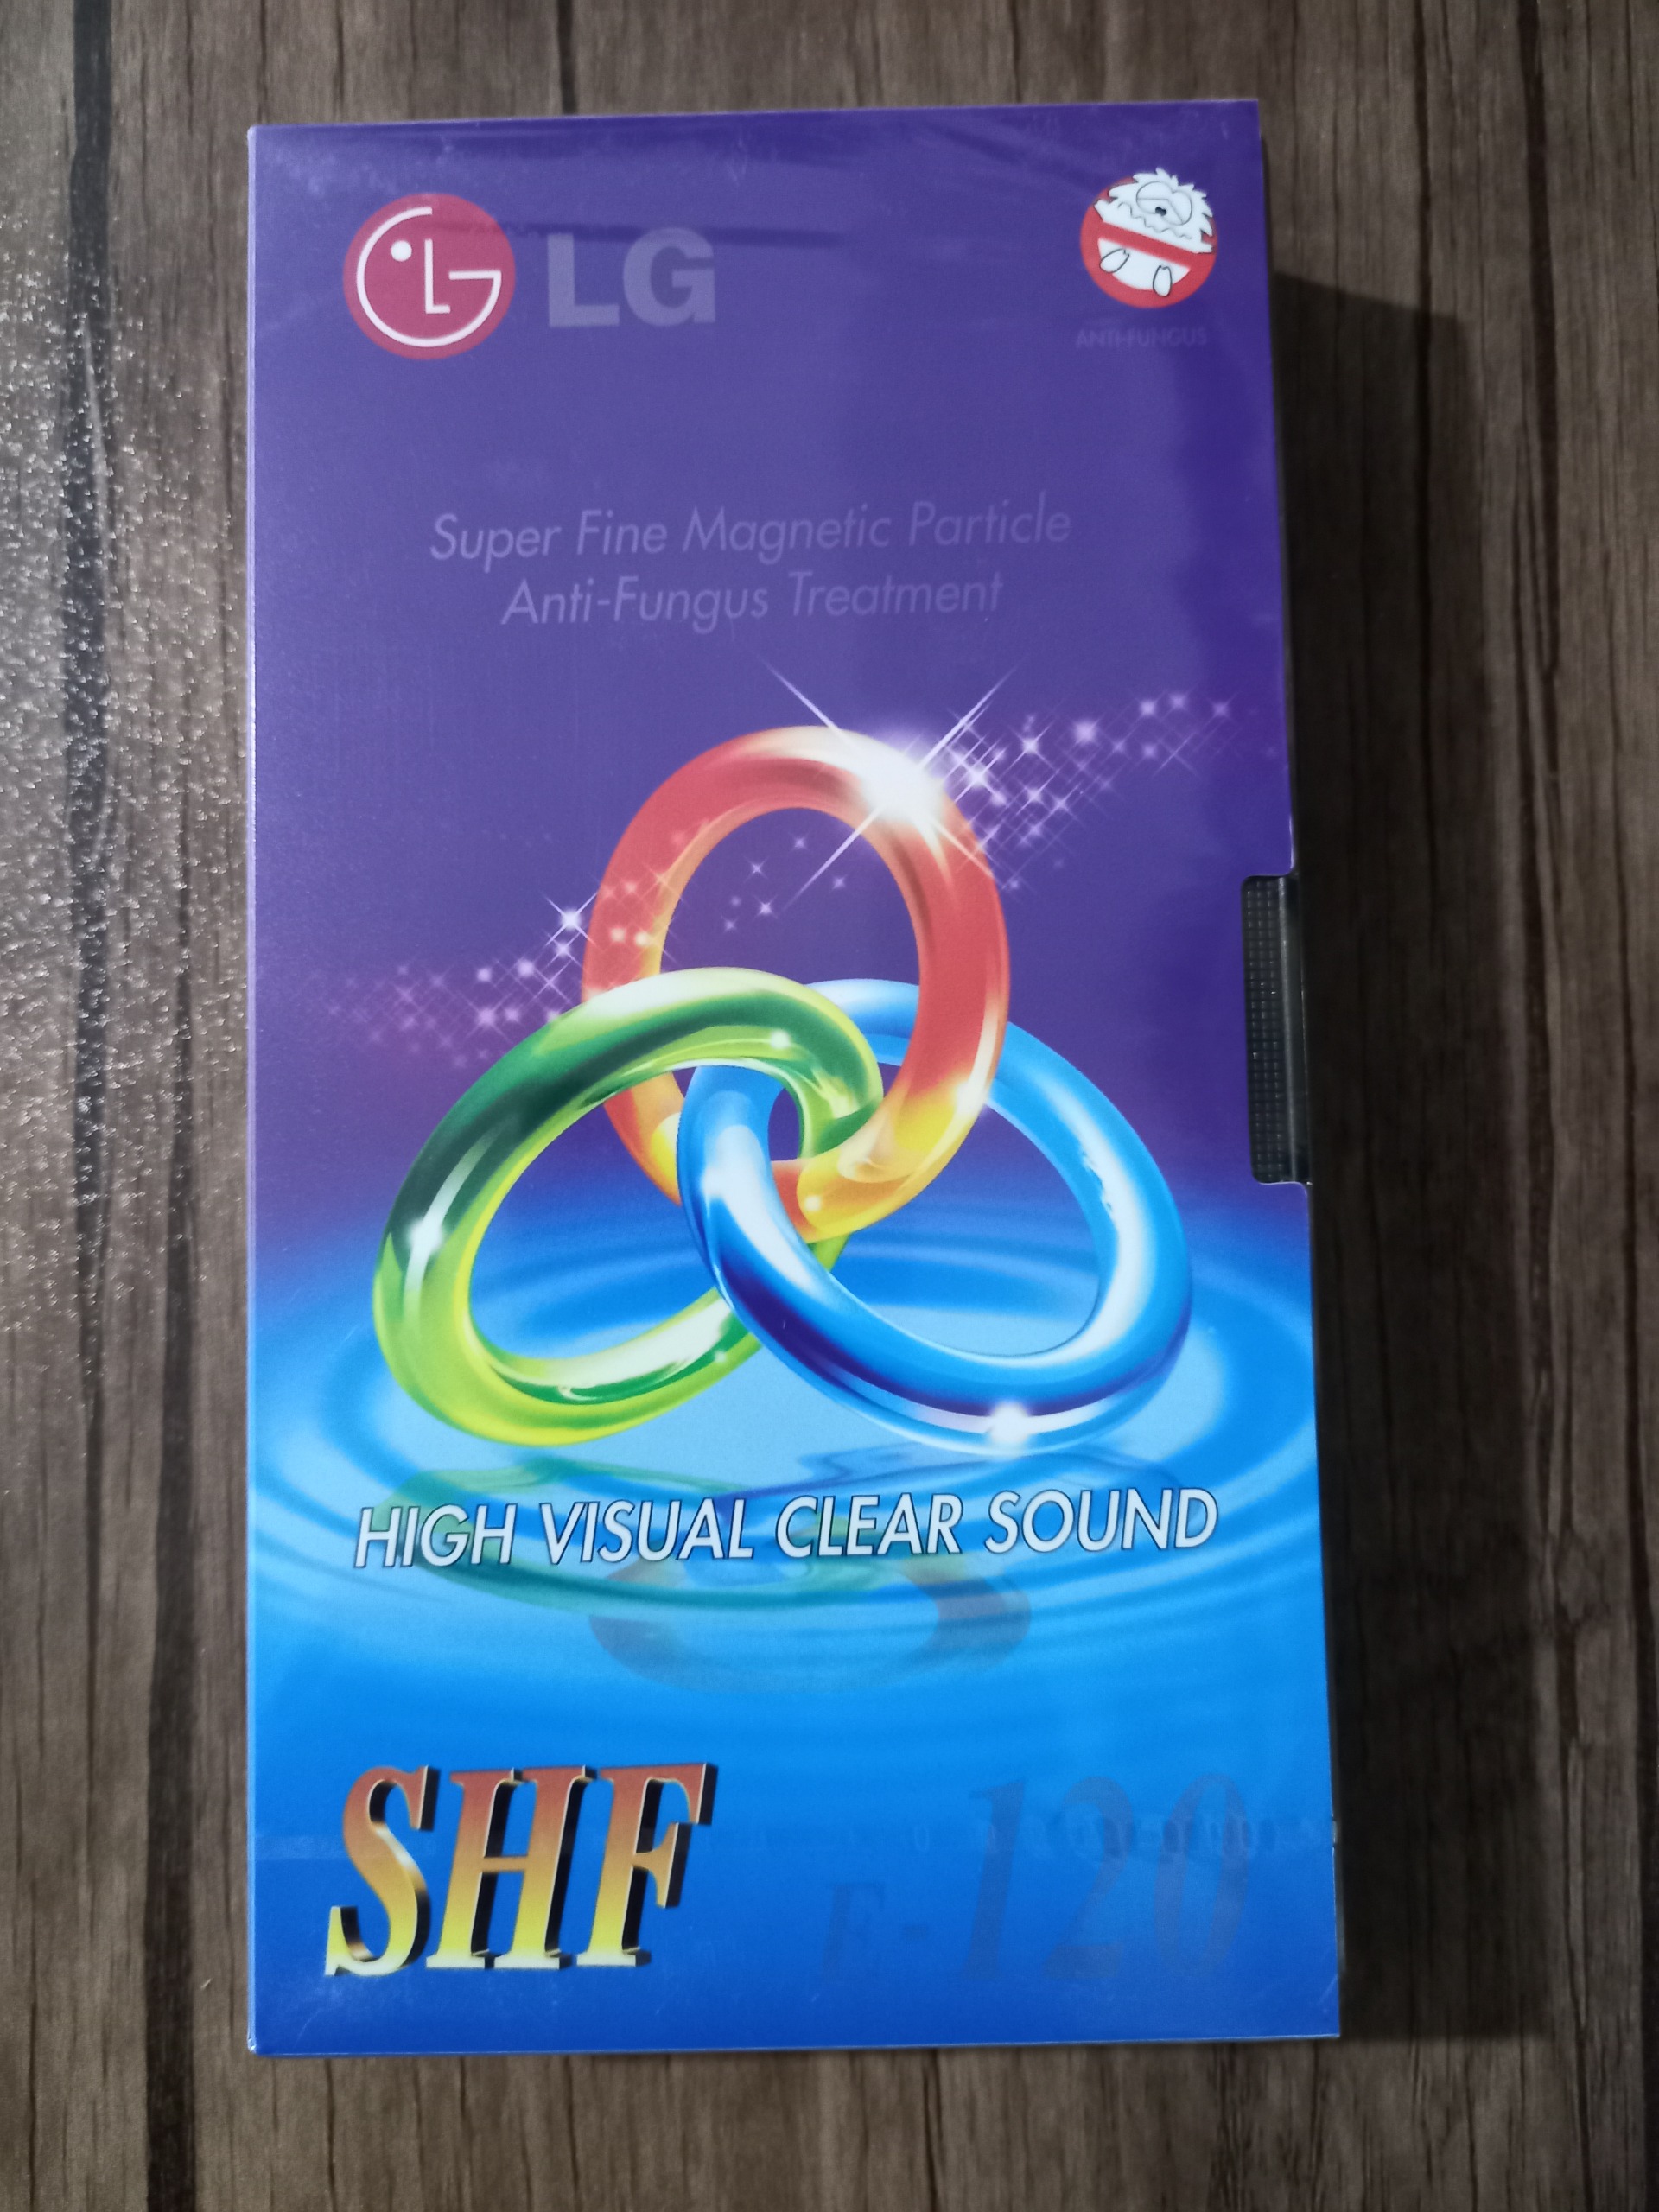 LG
ANTI-FUNGUS
Super Fine Magnetic Particle
Anti-Fungus Treatment
HIGH VISUAL CLEAR SOUND
SHF
E-120